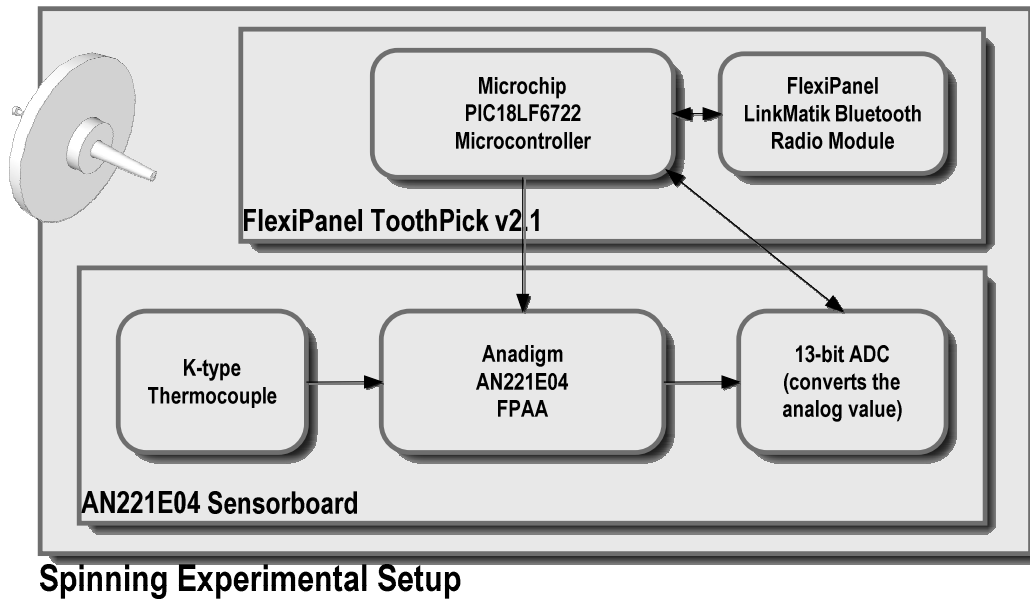 Microchip
PIC18LF6722
Microcontroller
FlexiPanel
LinkMatik Bluetooth
Radio Module
FlexiPanel ToothPick v2.1
K-type
Thermocouple
Anadigm
AN221E04
FPAA
13-bit ADC
(converts the
analog value)
AN221E04 Sensorboard
Spinning Experimental Setup